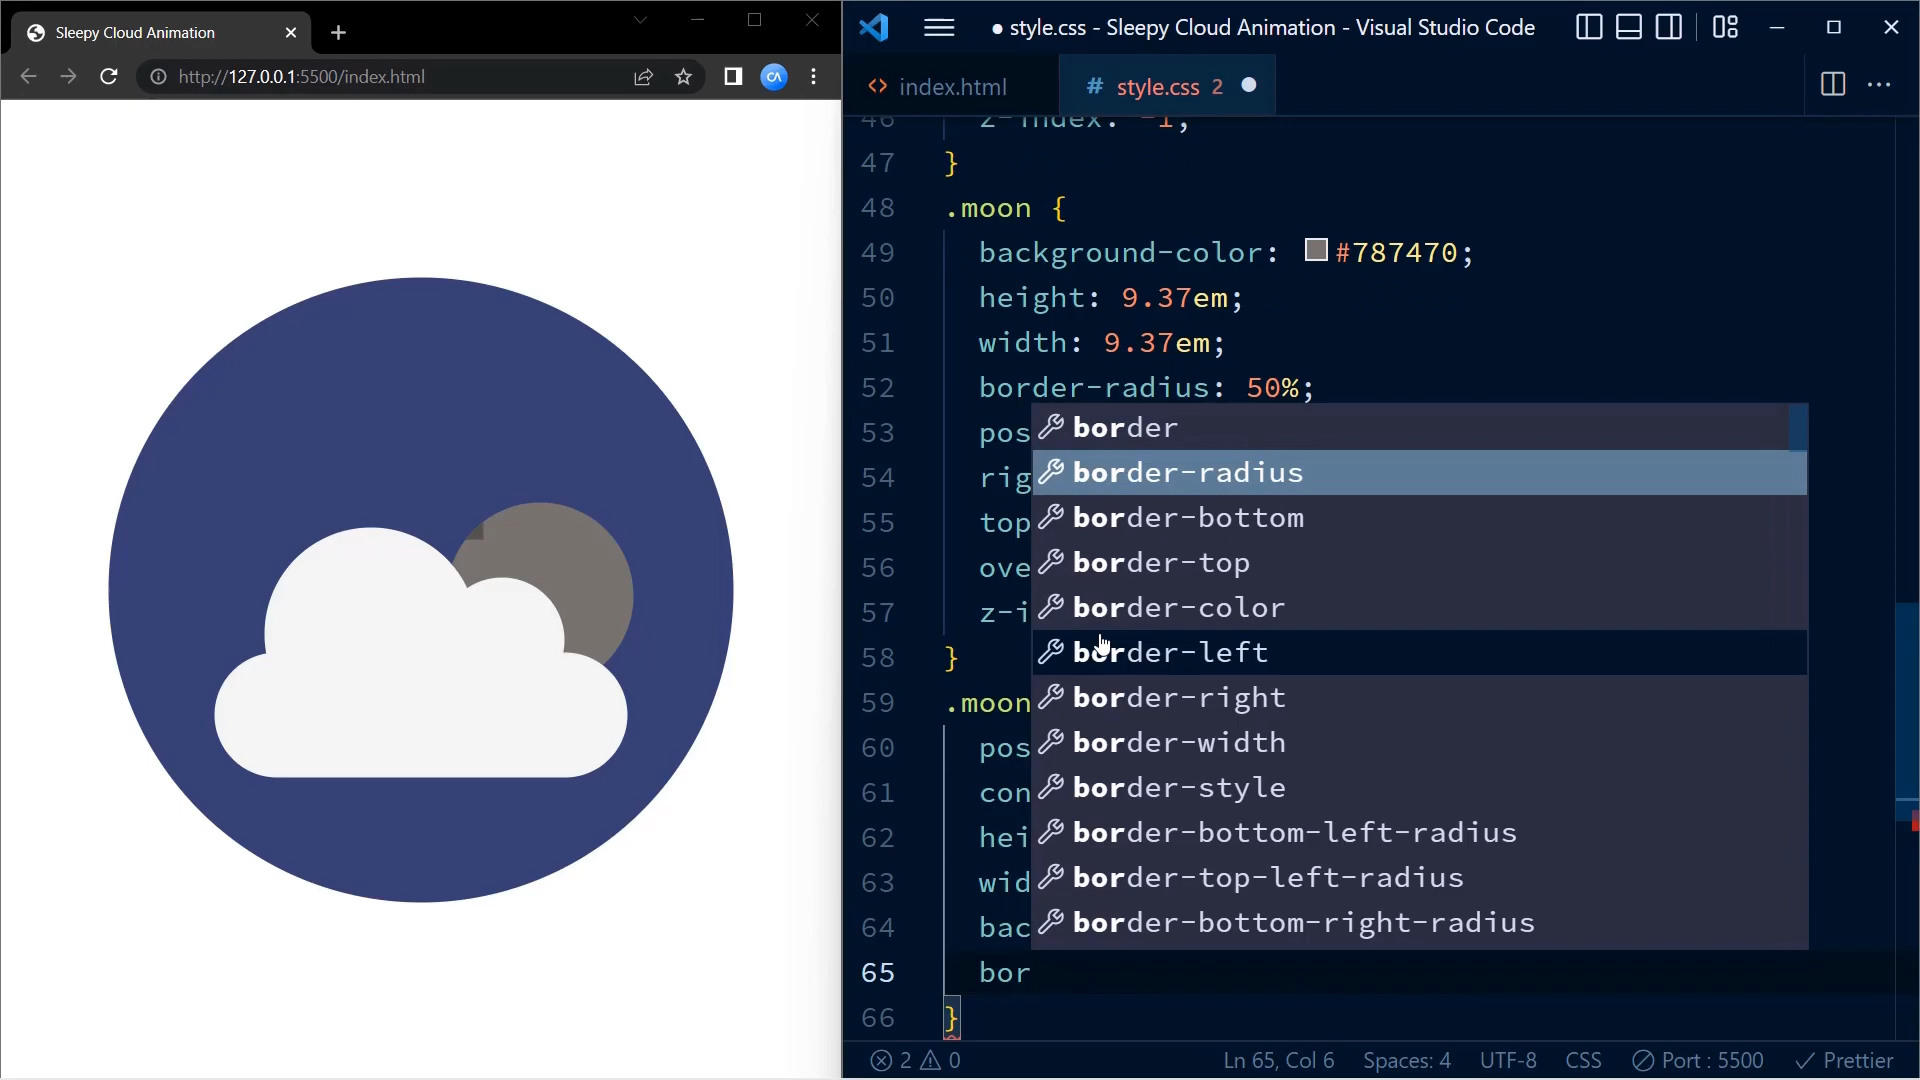 Sleepy Cloud Animation
http://127.0.0.1:5500/index.html
CA
● style.css - Sleepy Cloud Animation - Visual Studio Code
<> index.html
# style.css 2 ●
46 z-index: -1;
47 }
48 .moon {
49 background-color: #787470;
50 height: 9.37em;
51 width: 9.37em;
52 border-radius: 50%;
53 pos
54 rig
55 top
56 ove
57 z-i
58 }
59 .moon
60 pos
61 con
62 hei
63 wid
64 bac
65 bor
66 }
border
border-radius
border-bottom
border-top
border-color
border-left
border-right
border-width
border-style
border-bottom-left-radius
border-top-left-radius
border-bottom-right-radius
2 0 Ln 65, Col 6 Spaces: 4 UTF-8 CSS Port : 5500 Prettier